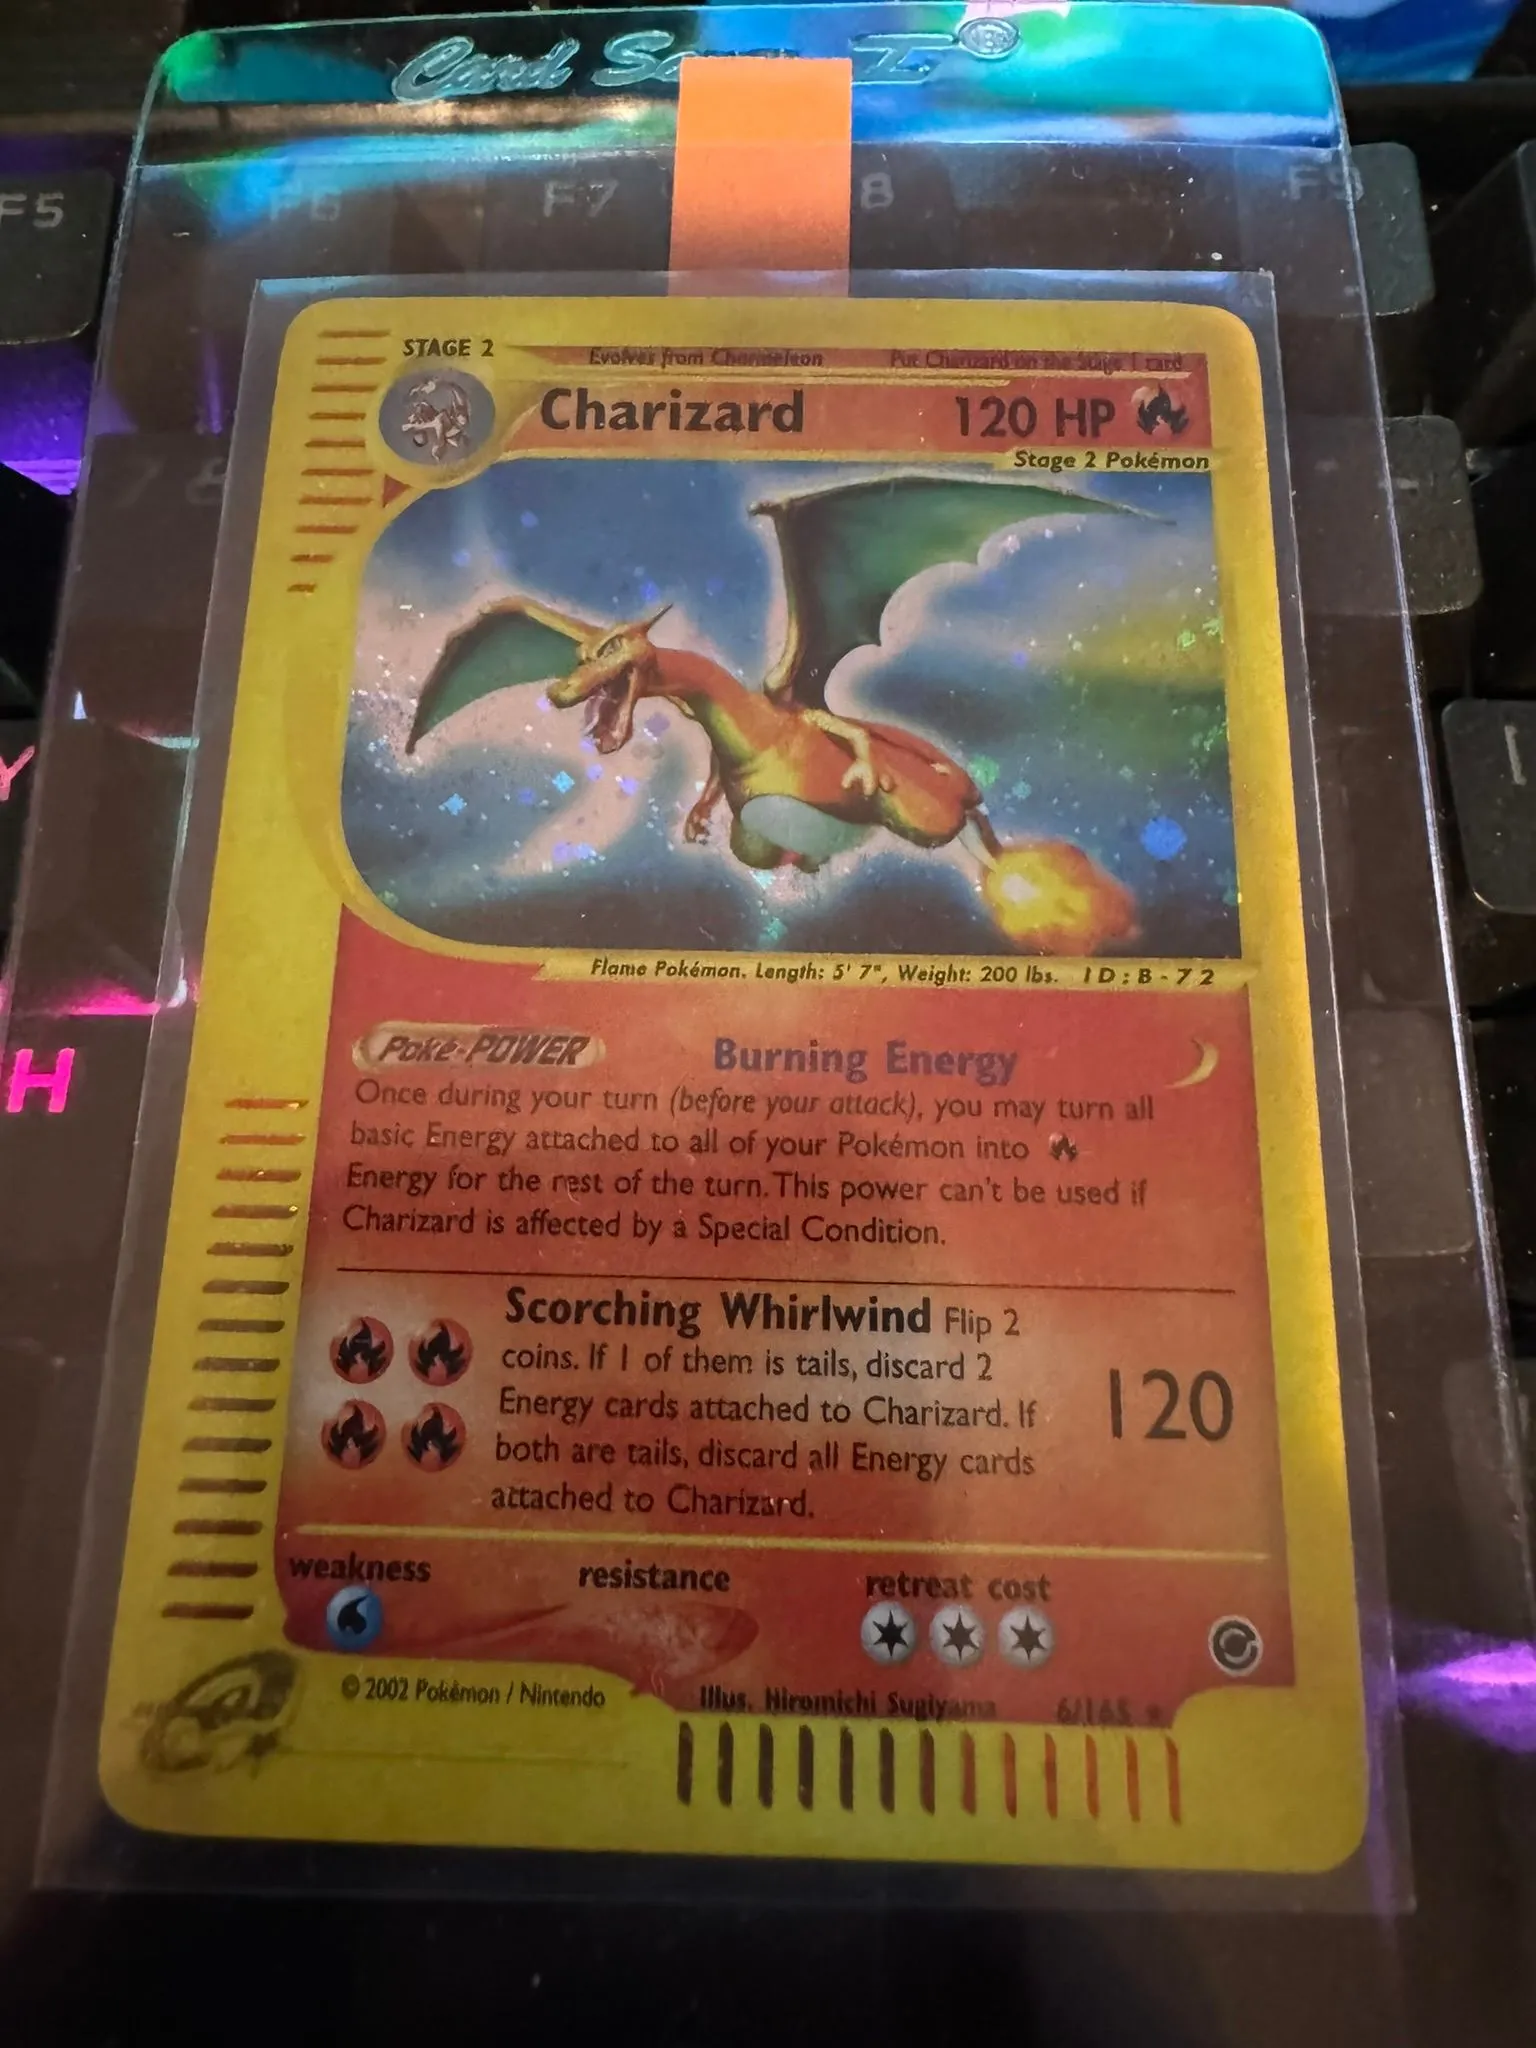 Card S
F5
F6
F7
8
F9
STAGE 2
Evolves from Charmeleon
Put Charizard on the Stage 1 card
Charizard
120 HP
Stage 2 Pokémon
7 8
Y
Flame Pokémon. Length: 5' 7", Weight: 200 lbs. ID: B-72
H
Poké-POWER
Burning Energy
Once during your turn (before your attack), you may turn all
basic Energy attached to all of your Pokémon into
Energy for the rest of the turn. This power can't be used if
Charizard is affected by a Special Condition.
Scorching Whirlwind Flip 2
coins. If 1 of them is tails, discard 2
Energy cards attached to Charizard. If
both are tails, discard all Energy cards
attached to Charizard.
120
weakness
resistance
retreat cost
© 2002 Pokémon / Nintendo
Illus. Hiromichi Sugiyama
6/165